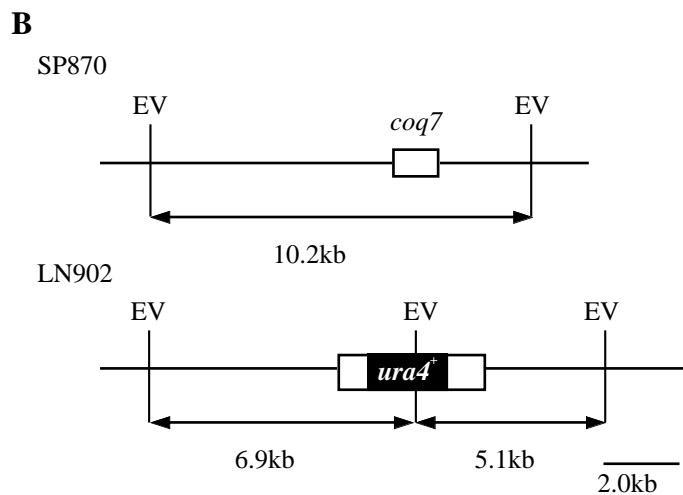 B
SP870
EV EV
coq7
10.2kb
LN902
EV EV EV
ura4+
6.9kb 5.1kb
2.0kb